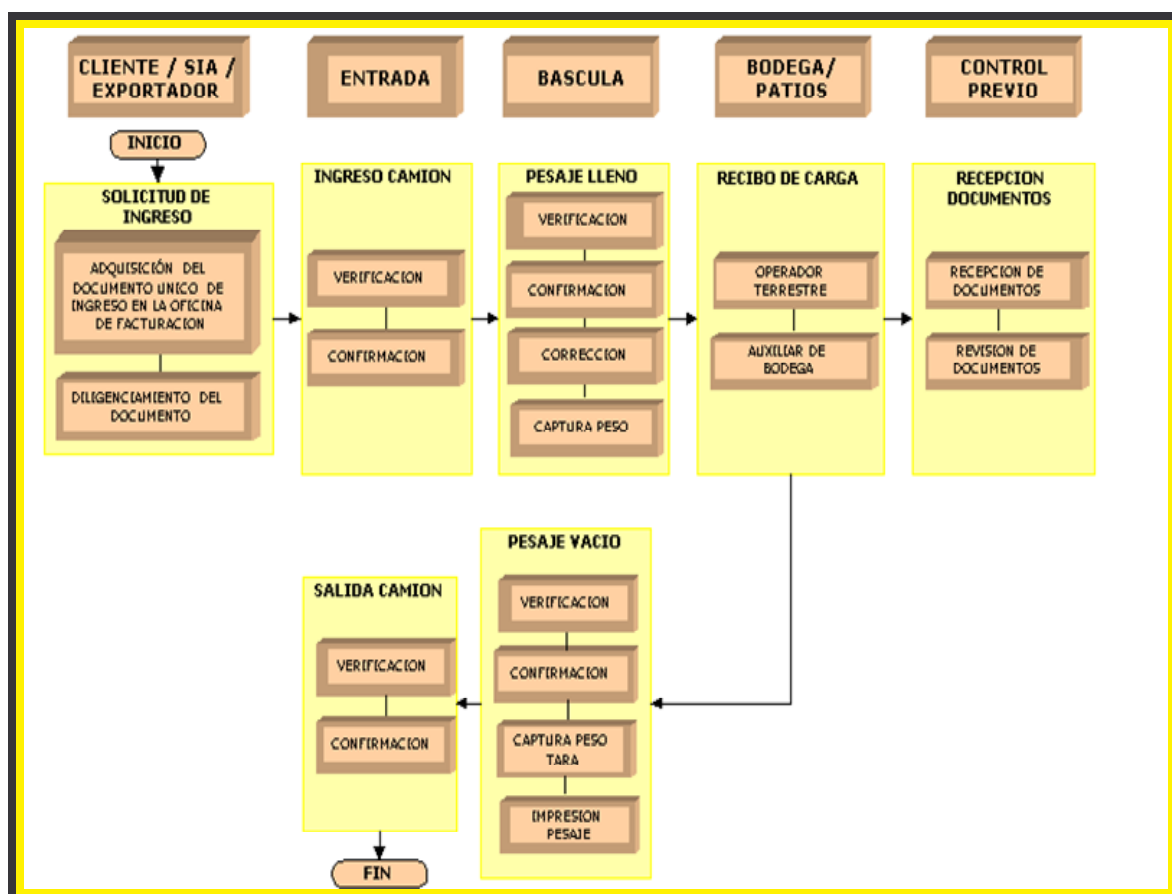 CLIENTE / SIA /
EXPORTADOR
ENTRADA
BASCULA
BODEGA/
PATIOS
CONTROL
PREVIO
INICIO
SOLICITUD DE
INGRESO
ADQUISICIÓN DEL
DOCUMENTO UNICO DE
INGRESO EN LA OFICINA
DE FACTURACION
DILIGENCIAMIENTO DEL
DOCUMENTO
INGRESO CAMION
VERIFICACION
CONFIRMACION
PESAJE LLENO
VERIFICACION
CONFIRMACION
CORRECCION
CAPTURA PESO
RECIBO DE CARGA
OPERADOR
TERRESTRE
AUXILIAR DE
BODEGA
RECEPCION
DOCUMENTOS
RECEPCION DE
DOCUMENTOS
REVISION DE
DOCUMENTOS
PESAJE VACIO
VERIFICACION
CONFIRMACION
CAPTURA PESO
TARA
IMPRESION
PESAJE
SALIDA CAMION
VERIFICACION
CONFIRMACION
FIN